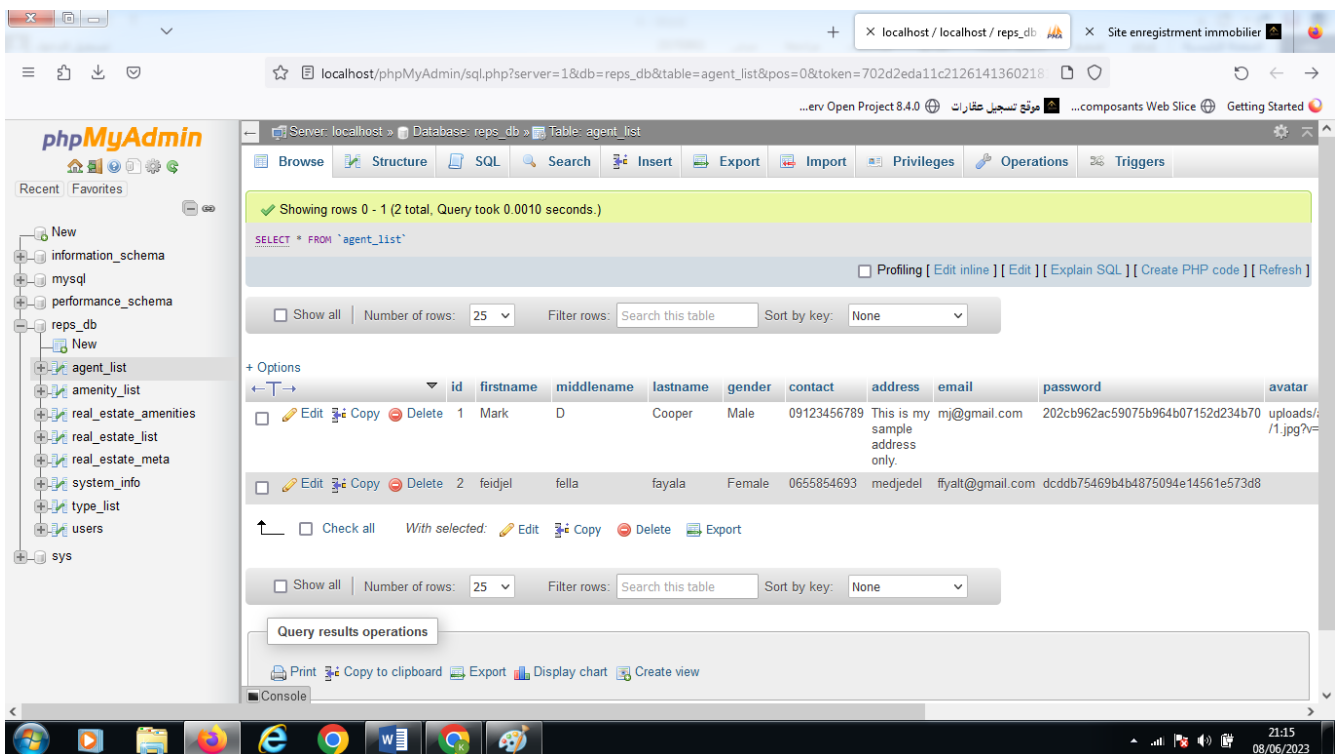 localhost / localhost / reps_db
Site enregistrment immobilier
localhost/phpMyAdmin/sql.php?server=1&db=reps_db&table=agent_list&pos=0&token=702d2eda11c2126141360218
...erv Open Project 8.4.0
موقع تسجيل عقارات
...composants Web Slice
Getting Started
phpMyAdmin
Recent Favorites
New
information_schema
mysql
performance_schema
reps_db
New
agent_list
amenity_list
real_estate_amenities
real_estate_list
real_estate_meta
system_info
type_list
users
sys
Server: localhost » Database: reps_db » Table: agent_list
Browse Structure SQL Search Insert Export Import Privileges Operations Triggers
Showing rows 0 - 1 (2 total, Query took 0.0010 seconds.)
SELECT * FROM `agent_list`
Profiling [ Edit inline ] [ Edit ] [ Explain SQL ] [ Create PHP code ] [ Refresh ]
Show all Number of rows: 25 Filter rows: Search this table Sort by key: None
+ Options
←T→ id firstname middlename lastname gender contact address email password avatar
Edit Copy Delete 1 Mark D Cooper Male 09123456789 This is my mj@gmail.com 202cb962ac59075b964b07152d234b70 uploads/
sample /1.jpg?v=
address
only.
Edit Copy Delete 2 feidjel fella fayala Female 0655854693 medjedel ffyalt@gmail.com dcddb75469b4b4875094e14561e573d8
Check all With selected: Edit Copy Delete Export
Show all Number of rows: 25 Filter rows: Search this table Sort by key: None
Query results operations
Print Copy to clipboard Export Display chart Create view
Console
21:15
08/06/2023